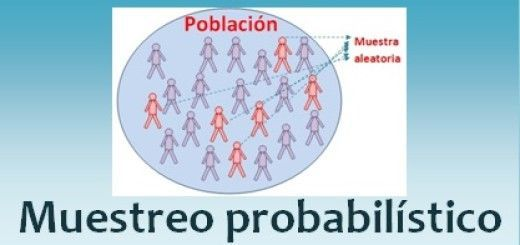 Población
Muestra
aleatoria
Muestreo probabilístico